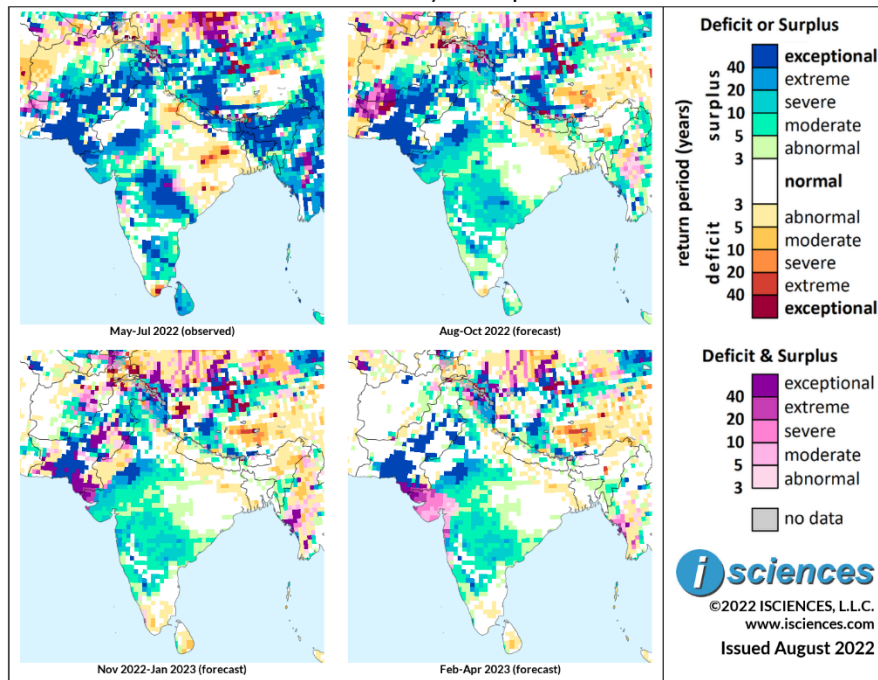 Deficit or Surplus
exceptional
40
extreme
20
severe
10
moderate
5
abnormal
3
normal
3
abnormal
5
moderate
10
severe
20
extreme
40
exceptional
return period (years)
surplus
deficit
May-Jul 2022 (observed)
Aug-Oct 2022 (forecast)
Deficit & Surplus
exceptional
40
extreme
20
severe
10
moderate
5
abnormal
3
no data
i sciences
©2022 ISCIENCES, L.L.C.
www.isciences.com
Issued August 2022
Nov 2022-Jan 2023 (forecast)
Feb-Apr 2023 (forecast)